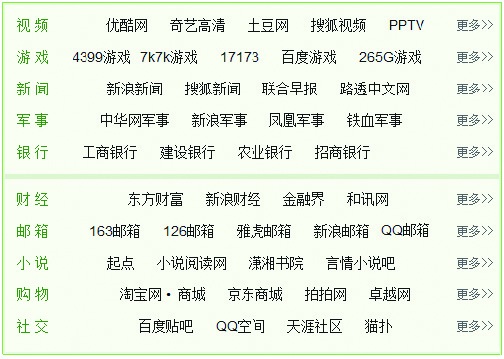 视 频 优酷网 奇艺高清 土豆网 搜狐视频 PPTV 更多>>
游 戏 4399游戏 7k7k游戏 17173 百度游戏 265G游戏 更多>>
新 闻 新浪新闻 搜狐新闻 联合早报 路透中文网 更多>>
军 事 中华网军事 新浪军事 凤凰军事 铁血军事 更多>>
银 行 工商银行 建设银行 农业银行 招商银行 更多>>
财 经 东方财富 新浪财经 金融界 和讯网 更多>>
邮 箱 163邮箱 126邮箱 雅虎邮箱 新浪邮箱 QQ邮箱 更多>>
小 说 起点 小说阅读网 潇湘书院 言情小说吧 更多>>
购 物 淘宝网•商城 京东商城 拍拍网 卓越网 更多>>
社 交 百度贴吧 QQ空间 天涯社区 猫扑 更多>>